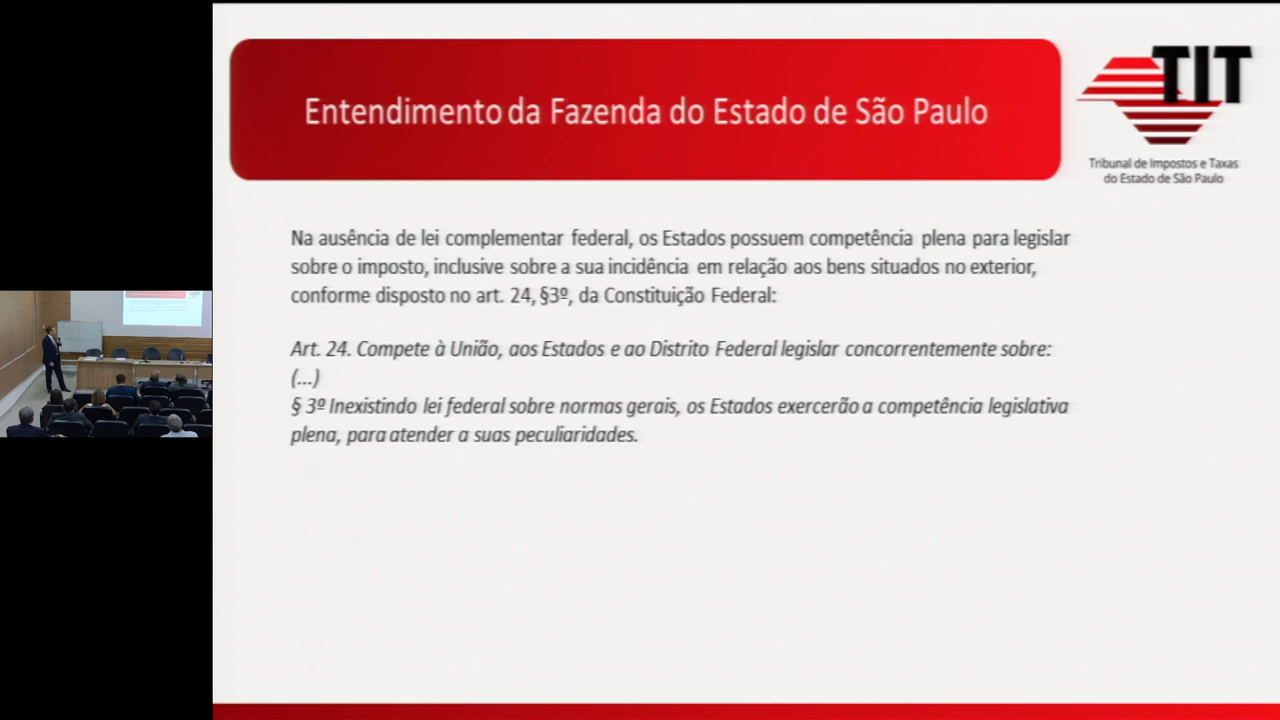 Entendimento da Fazenda do Estado de São Paulo
TIT
Tribunal de Impostos e Taxas
do Estado de São Paulo
Na ausência de lei complementar federal, os Estados possuem competência plena para legislar
sobre o imposto, inclusive sobre a sua incidência em relação aos bens situados no exterior,
conforme disposto no art. 24, §3º, da Constituição Federal:
Art. 24. Compete à União, aos Estados e ao Distrito Federal legislar concorrentemente sobre:
(...)
§ 3º Inexistindo lei federal sobre normas gerais, os Estados exercerão a competência legislativa
plena, para atender a suas peculiaridades.